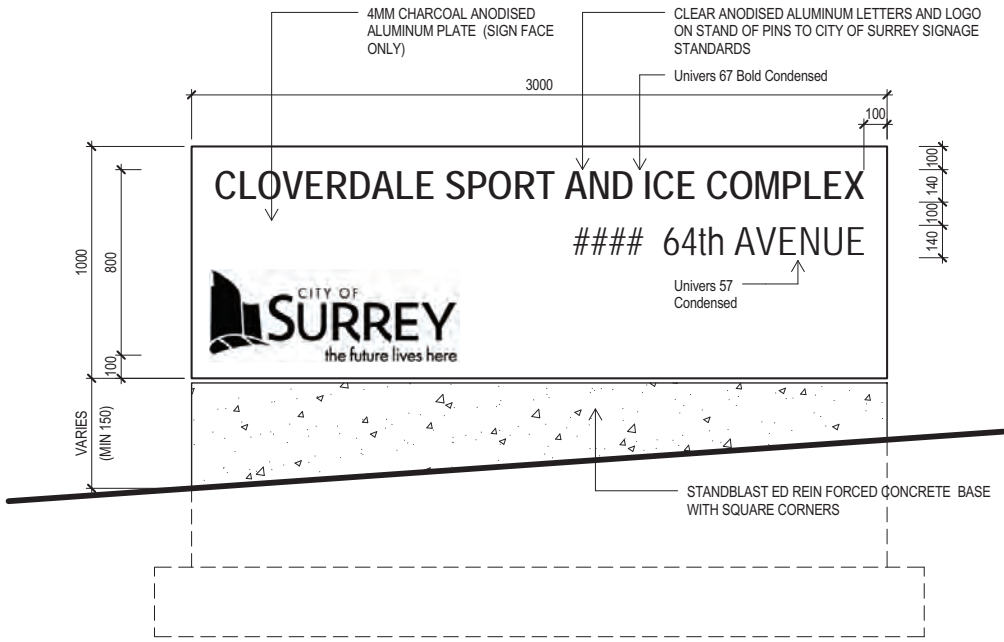 4MM CHARCOAL ANODISED
ALUMINUM PLATE (SIGN FACE
ONLY)
CLEAR ANODISED ALUMINUM LETTERS AND LOGO
ON STAND OF PINS TO CITY OF SURREY SIGNAGE
STANDARDS
Univers 67 Bold Condensed
3000
100
CLOVERDALE SPORT AND ICE COMPLEX
#### 64th AVENUE
Univers 57
Condensed
CITY OF
SURREY
the future lives here
1000
800
100
VARIES
(MIN 150)
100
140
100
140
STANDBLAST ED REIN FORCED CONCRETE BASE
WITH SQUARE CORNERS